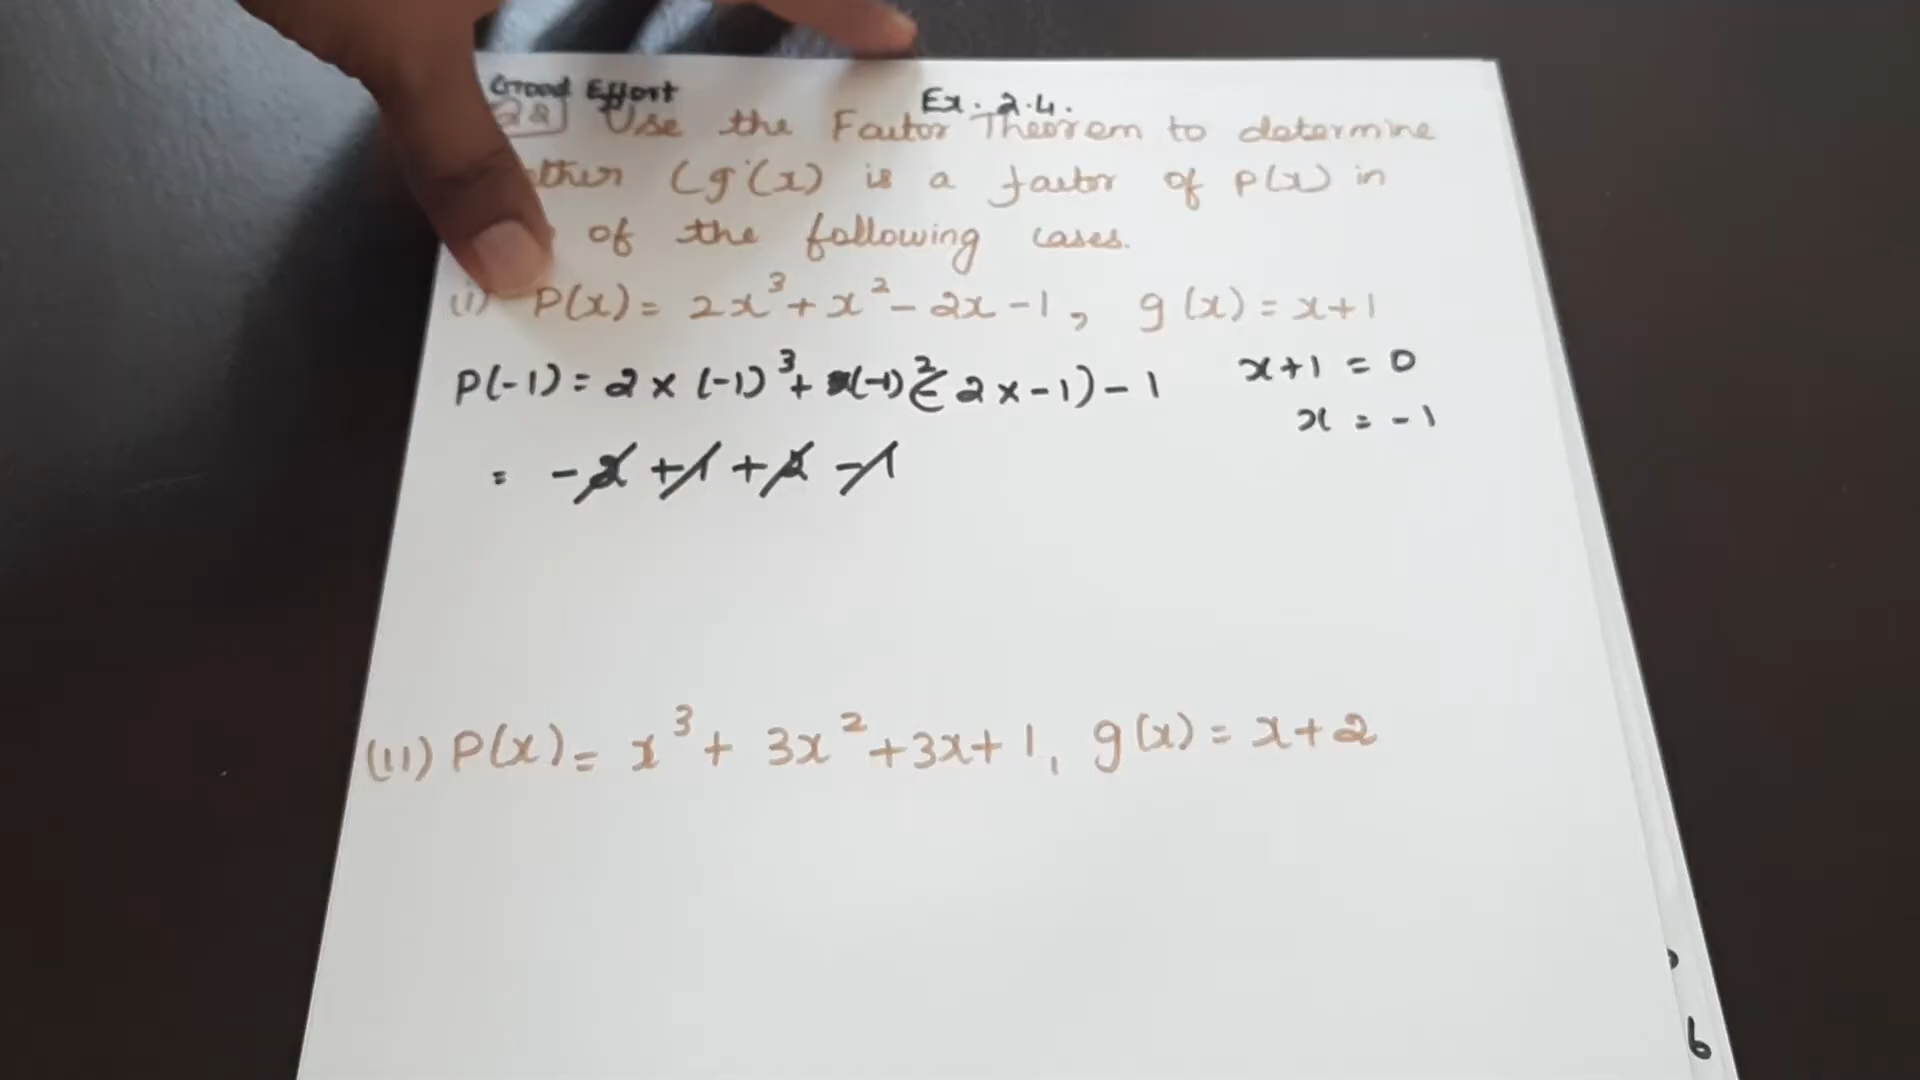 Good Effort Ex. 2.4.
Use the Factor Theorem to determine
ther (g(x) is a factor of P(x) in
of the following cases.
(i) P(x) = 2x³ + x² - 2x - 1, g(x) = x+1
P(-1) = 2 × (-1)³ + (-1)² (- 2 x - 1) - 1
x+1 = 0
x = -1
= -2 +1 +2 -1
(ii) P(x) = x³ + 3x² + 3x + 1, g(x) = x+2
6